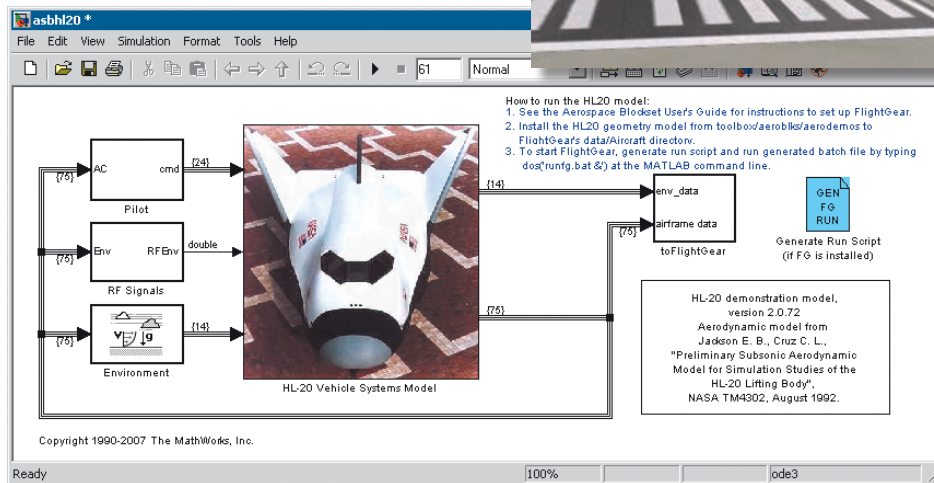 asbhl20 *
File Edit View Simulation Format Tools Help
61 Normal
How to run the HL20 model:
1. See the Aerospace Blockset User's Guide for instructions to set up FlightGear.
2. Install the HL20 geometry model from toolbox/aeroblks/aerodemos to
FlightGear's data/Aircraft directory.
3. To start FlightGear, generate run script and run generated batch file by typing
dos('runfg.bat &') at the MATLAB command line.
{75} AC cmd {24}
Pilot
{75} Env RFEnv double
RF Signals
{75} V g {14}
Environment
HL-20 Vehicle Systems Model
{14}
{75}
env_data
airframe data
{75}
toFlightGear
GEN
FG
RUN
Generate Run Script
(if FG is installed)
HL-20 demonstration model,
version 2.0.72
Aerodynamic model from
Jackson E. B., Cruz C. L.,
"Preliminary Subsonic Aerodynamic
Model for Simulation Studies of the
HL-20 Lifting Body",
NASA TM4302, August 1992.
Copyright 1990-2007 The MathWorks, Inc.
Ready 100% ode3